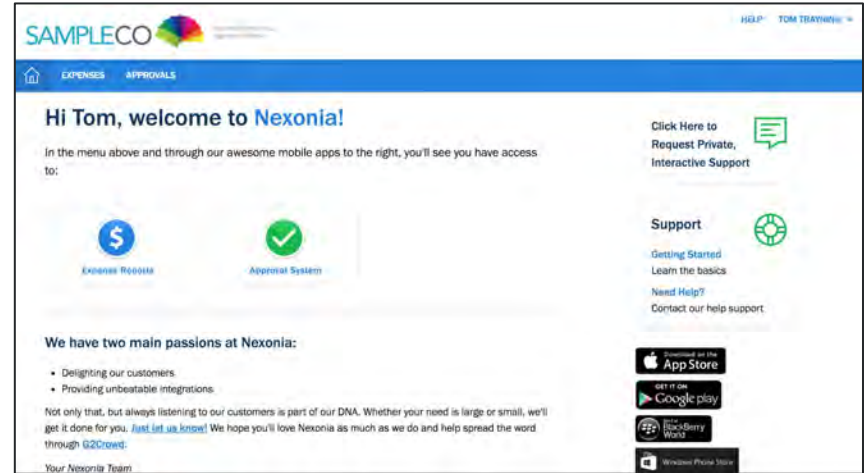 SAMPLECO
HELP TOM
EXPENSES APPROVALS
Hi Tom, welcome to Nexonia!
In the menu above and through our awesome mobile apps to the right, you'll see you have access
to:
Expense Reports
Approval System
We have two main passions at Nexonia:
• Delighting our customers
• Providing unbeatable integrations
Not only that, but always listening to our customers is part of our DNA. Whether your need is large or small, we'll
get it done for you. Just let us know! We hope you'll love Nexonia as much as we do and help spread the word
through G2Crowd.
Your Nexonia Team
Click Here to
Request Private,
Interactive Support
Support
Getting Started
Learn the basics
Need Help?
Contact our help support
Download on the
App Store
GET IT ON
Google play
BlackBerry
World
Windows Phone Store